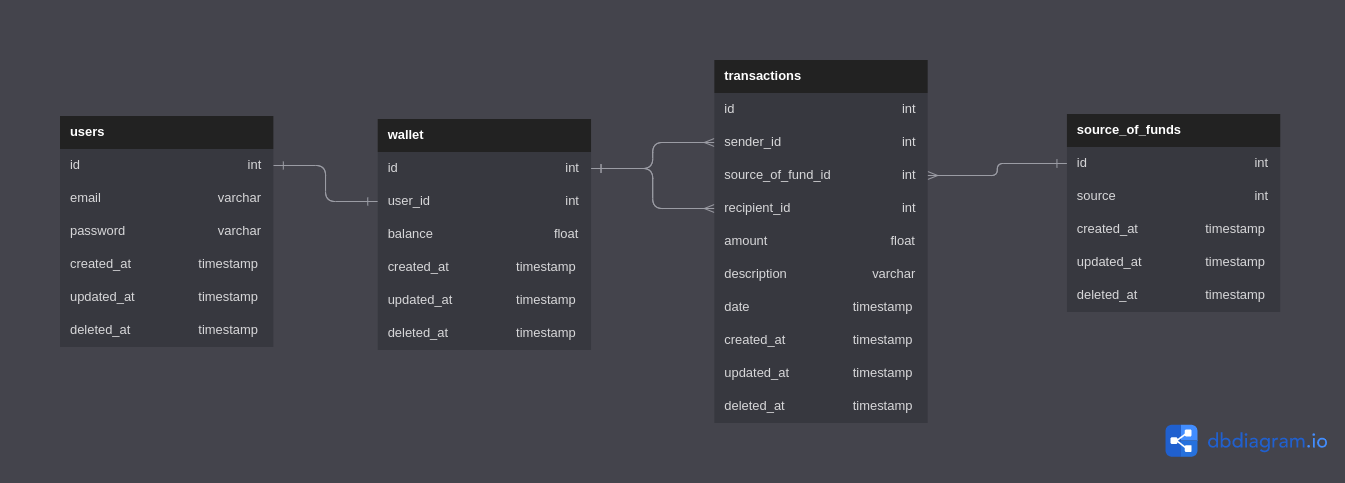 users
id int
email varchar
password varchar
created_at timestamp
updated_at timestamp
deleted_at timestamp
wallet
id int
user_id int
balance float
created_at timestamp
updated_at timestamp
deleted_at timestamp
transactions
id int
sender_id int
source_of_fund_id int
recipient_id int
amount float
description varchar
date timestamp
created_at timestamp
updated_at timestamp
deleted_at timestamp
source_of_funds
id int
source int
created_at timestamp
updated_at timestamp
deleted_at timestamp
dbdiagram.io